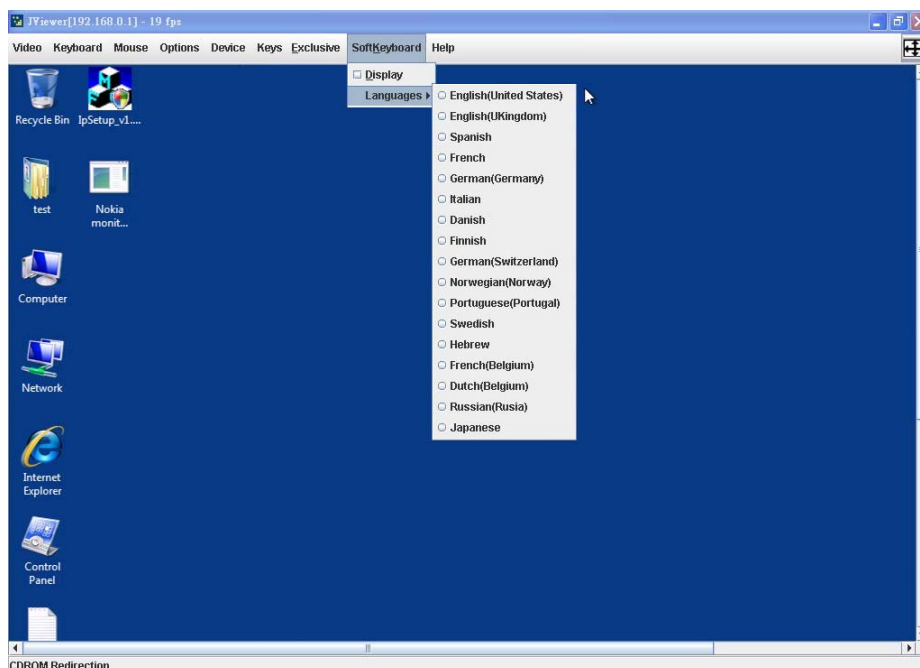 JViewer[192.168.0.1] - 19 fps
Video Keyboard Mouse Options Device Keys Exclusive SoftKeyboard Help
Display
Languages
English(United States)
English(UKingdom)
Spanish
French
German(Germany)
Italian
Danish
Finnish
German(Switzerland)
Norwegian(Norway)
Portuguese(Portugal)
Swedish
Hebrew
French(Belgium)
Dutch(Belgium)
Russian(Rusia)
Japanese
Recycle Bin
IpSetup_v1....
test
Nokia
monit...
Computer
Network
Internet
Explorer
Control
Panel
CDROM Redirection